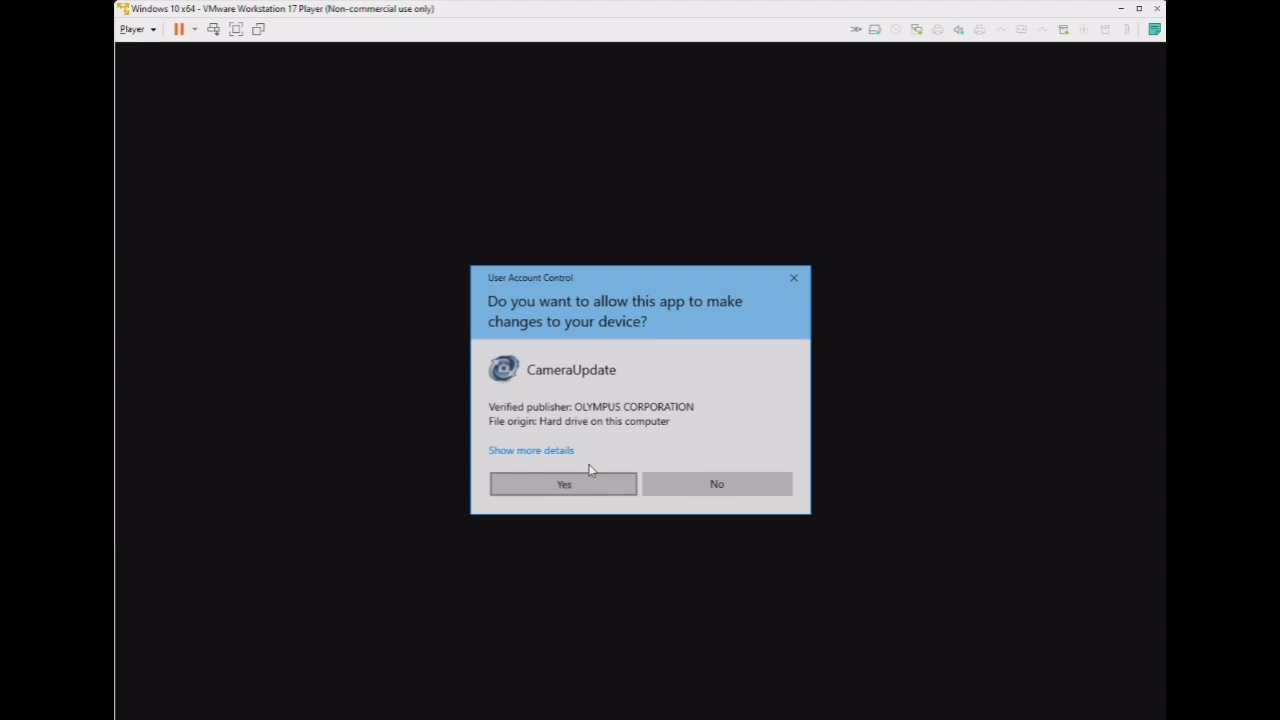 Windows 10 x64 - VMware Workstation 17 Player (Non-commercial use only)
Player
User Account Control
Do you want to allow this app to make
changes to your device?
CameraUpdate
Verified publisher: OLYMPUS CORPORATION
File origin: Hard drive on this computer
Show more details
Yes
No